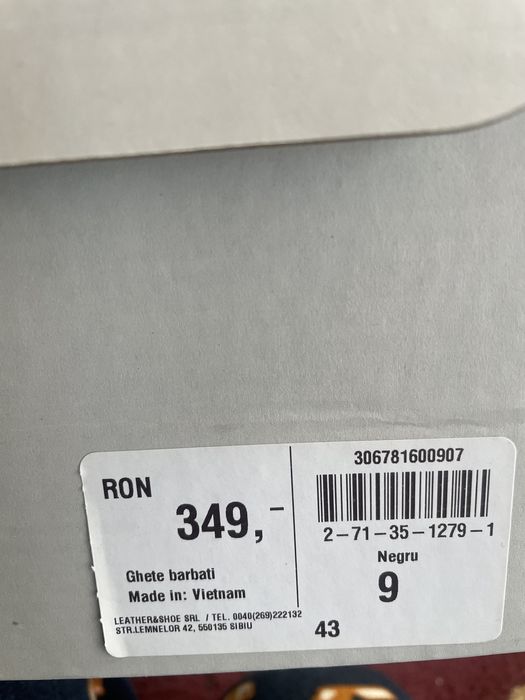 RON
349,-
Ghete barbati
Made in: Vietnam
LEATHER&SHOE SRL / TEL. 0040(269)222132
STR.LEMNELOR 42, 550135 SIBIU
306781600907
2-71-35-1279-1
Negru
9
43